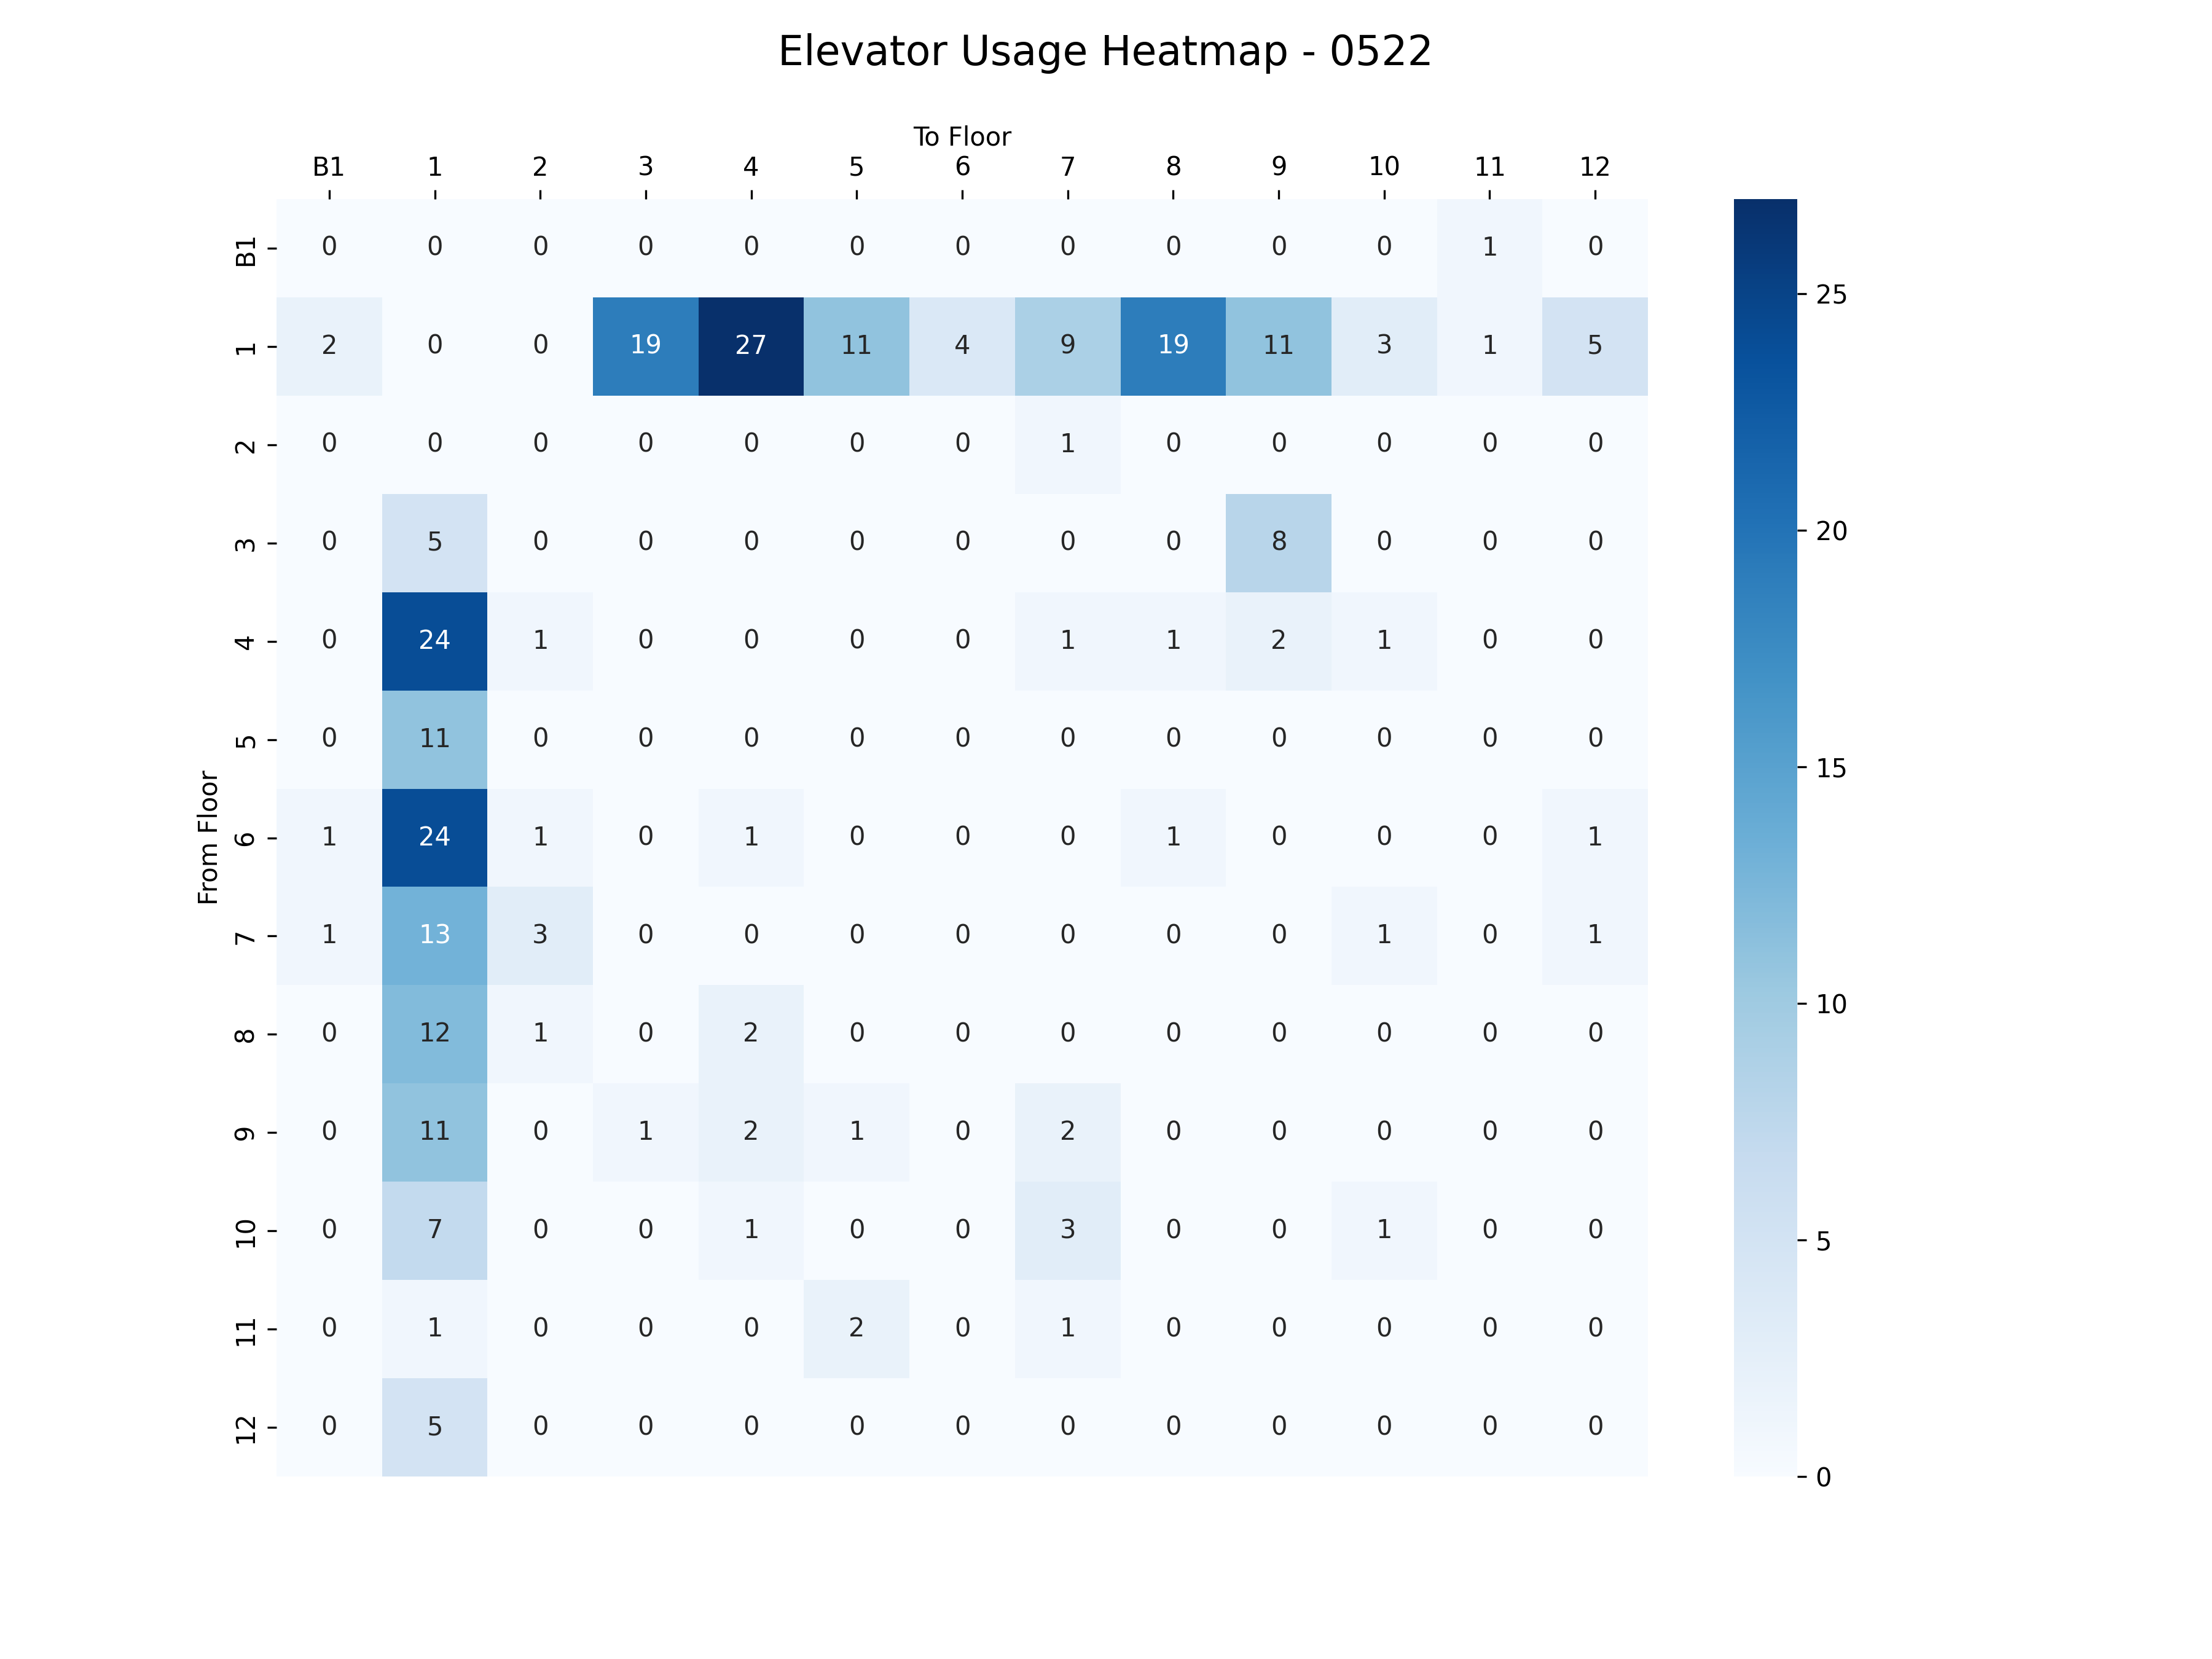 Elevator Usage Heatmap - 0522
To Floor
B1 1 2 3 4 5 6 7 8 9 10 11 12
B1 0 0 0 0 0 0 0 0 0 0 0 1 0
1 2 0 0 19 27 11 4 9 19 11 3 1 5
2 0 0 0 0 0 0 0 1 0 0 0 0 0
3 0 5 0 0 0 0 0 0 0 8 0 0 0
4 0 24 1 0 0 0 0 1 1 2 1 0 0
5 0 11 0 0 0 0 0 0 0 0 0 0 0
From Floor
6 1 24 1 0 1 0 0 0 1 0 0 0 1
7 1 13 3 0 0 0 0 0 0 0 1 0 1
8 0 12 1 0 2 0 0 0 0 0 0 0 0
9 0 11 0 1 2 1 0 2 0 0 0 0 0
10 0 7 0 0 1 0 0 3 0 0 1 0 0
11 0 1 0 0 0 2 0 1 0 0 0 0 0
12 0 5 0 0 0 0 0 0 0 0 0 0 0
25
20
15
10
5
0